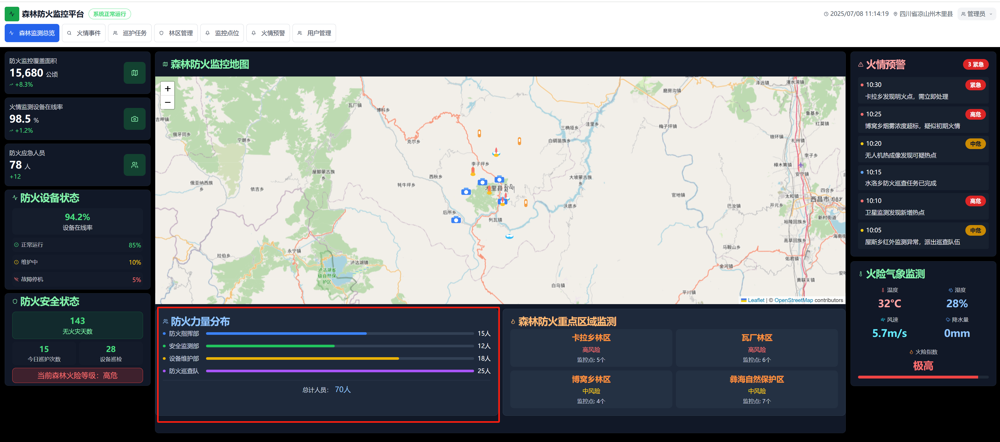 森林防火监控平台
系统正常运行
2025/07/08 11:14:19
四川省凉山州木里县
管理员
森林监测总览
火情事件
巡护任务
林区管理
监控点位
火情预警
用户管理
防火监控覆盖面积
15,680 公顷
+8.3%
火情监测设备在线率
98.5 %
+1.2%
防火应急人员
78 人
+12
防火设备状态
94.2%
设备在线率
正常运行 85%
维护中 10%
故障停机 5%
防火安全状态
143
无火灾天数
15
今日巡护次数
28
设备巡检
当前森林火险等级：高危
森林防火监控地图
+
−
瓦厂镇
博科乡
吉呷镇
俄牙同乡
宁朗乡
克尔乡
三桷垭乡
洼里乡
白碉苗族乡
磨房沟镇
泽远镇
漫水湾镇
鲁基乡
红莫镇
梅子坪镇
琅环镇
礼州镇
李子乡
樟木箐镇
安宁镇
李子坪乡
屋脚蒙古族
乡
西秋乡
牦牛坪乡
大坡蒙古族
乡
俄亚纳西族
乡
依吉乡
木里县
官地镇
四合乡
太和镇
西昌市
开元乡
巴汝镇
沃底乡
后所乡
列瓦镇
川兴
新村街道
裕隆回族乡
海南街
高草回族乡
马鞍山乡
佑君镇
金河镇
黄联关镇
平川镇
白乌镇
永宁镇
拉伯乡
泸沽湖镇
泸沽湖省
级自然保
护区
Leaflet | © OpenStreetMap contributors
防火力量分布
防火指挥部 15人
安全监测部 12人
设备维护部 18人
防火巡查队 25人
总计人员： 70人
森林防火重点区域监测
卡拉乡林区
高风险
监控点: 5个
瓦厂林区
高风险
监控点: 6个
博窝乡林区
中风险
监控点: 4个
彝海自然保护区
中风险
监控点: 7个
火情预警
3 紧急
10:30 紧急
卡拉乡发现明火点，需立即处理
10:25 高危
博窝乡烟雾浓度超标，疑似初期火情
10:20 中危
无人机热成像发现可疑热点
10:15
水洛乡防火巡查任务已完成
10:10 高危
卫星监测发现新增热点
10:05 中危
屋斯乡红外监测异常，派出巡查队伍
火险气象监测
温度
32°C
湿度
28%
风速
5.7m/s
降水量
0mm
火险指数
极高